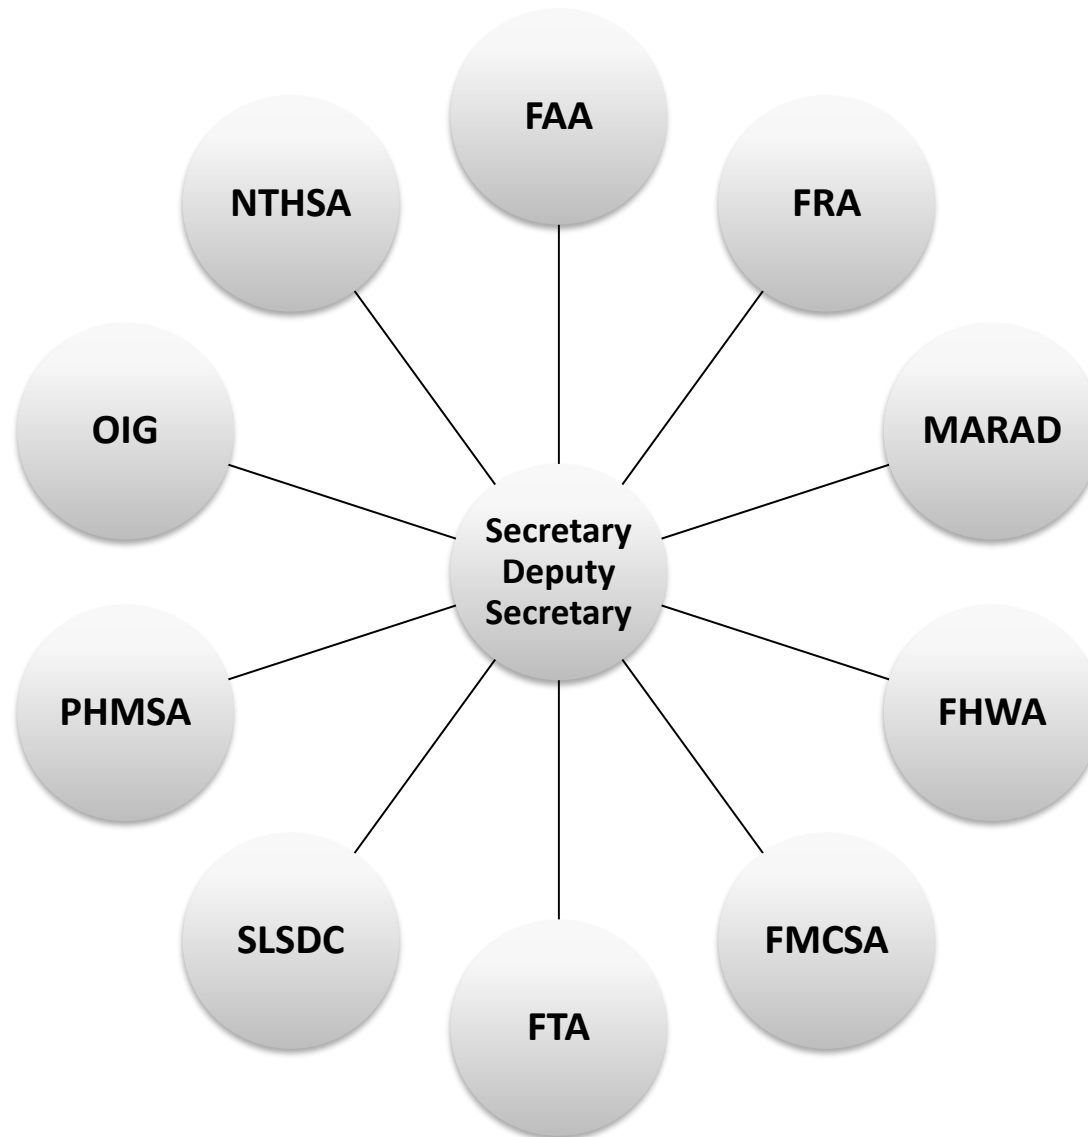 FAA
NTHSA
FRA
OIG
MARAD
Secretary
Deputy
Secretary
PHMSA
FHWA
SLSDC
FMCSA
FTA